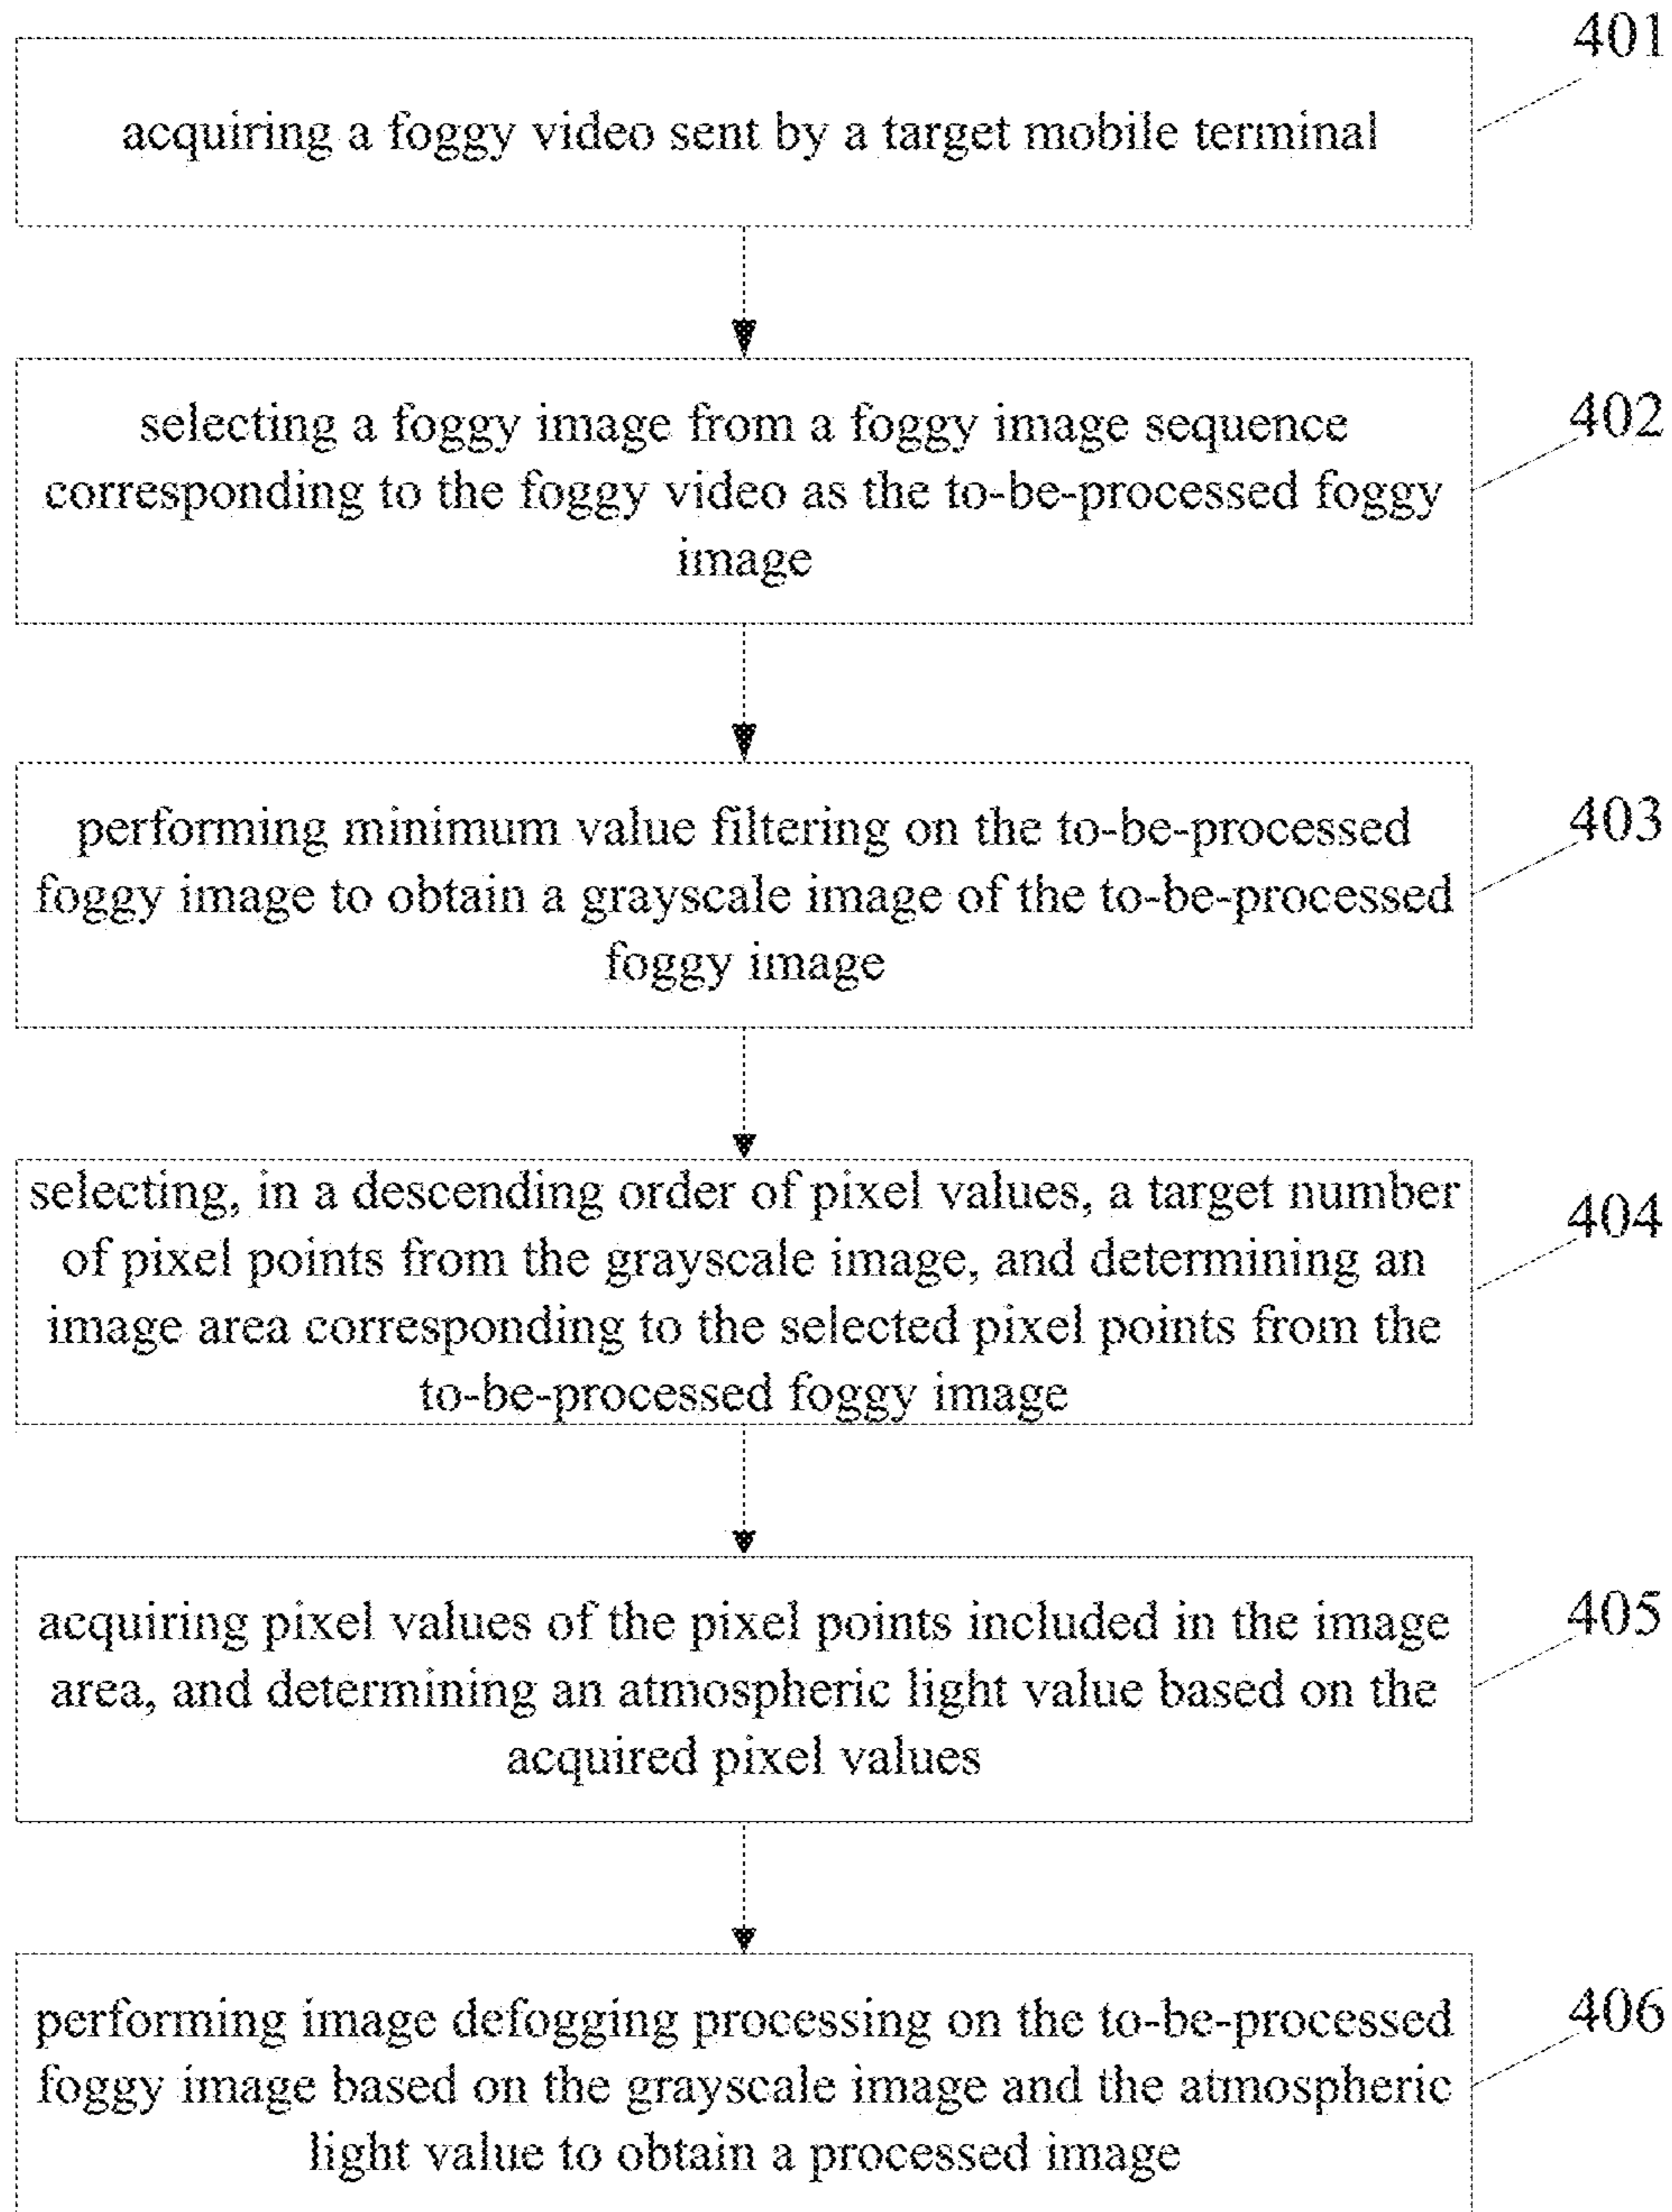 401
acquiring a foggy video sent by a target mobile terminal
402
selecting a foggy image from a foggy image sequence
corresponding to the foggy video as the to-be-processed foggy
image
403
performing minimum value filtering on the to-be-processed
foggy image to obtain a grayscale image of the to-be-processed
foggy image
404
selecting, in a descending order of pixel values, a target number
of pixel points from the grayscale image, and determining an
image area corresponding to the selected pixel points from the
to-be-processed foggy image
405
acquiring pixel values of the pixel points included in the image
area, and determining an atmospheric light value based on the
acquired pixel values
406
performing image defogging processing on the to-be-processed
foggy image based on the grayscale image and the atmospheric
light value to obtain a processed image